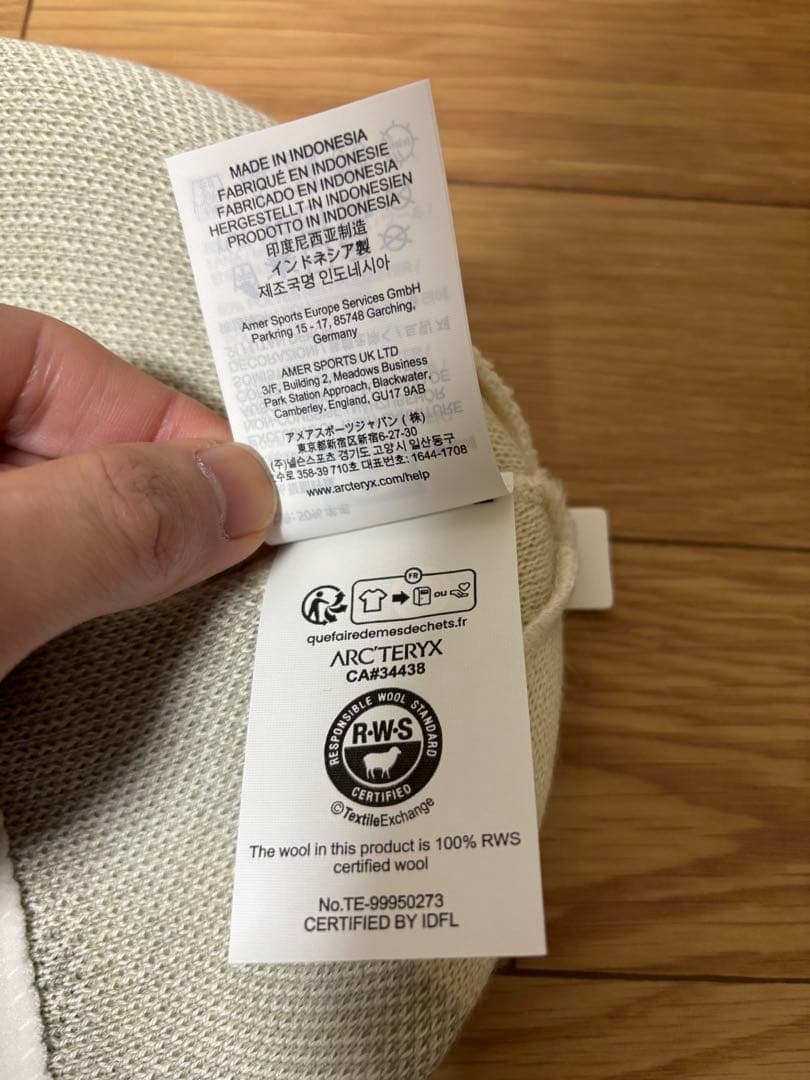 MADE IN INDONESIA
FABRIQUÉ EN INDONESIE
FABRICADO EN INDONESIA
HERGESTELLT IN INDONESIEN
PRODOTTO IN INDONESIA
印度尼西亚制造
インドネシア製
제조국명 인도네시아
Amer Sports Europe Services GmbH
Parkring 15 - 17, 85748 Garching,
Germany
AMER SPORTS UK LTD
3/F, Building 2, Meadows Business
Park Station Approach, Blackwater,
Camberley, England, GU17 9AB
アメアスポーツジャパン (株)
東京都新宿区新宿6-27-30
(주)넬슨스포츠 경기도 고양시 일산동구
수로 358-39 710호 대표번호: 1644-1708
www.arcteryx.com/help
FR
ou
quefairedemesdechets.fr
ARC'TERYX
CA#34438
RESPONSIBLE WOOL STANDARD
R·W·S
CERTIFIED
©TextileExchange
The wool in this product is 100% RWS
certified wool
No.TE-99950273
CERTIFIED BY IDFL